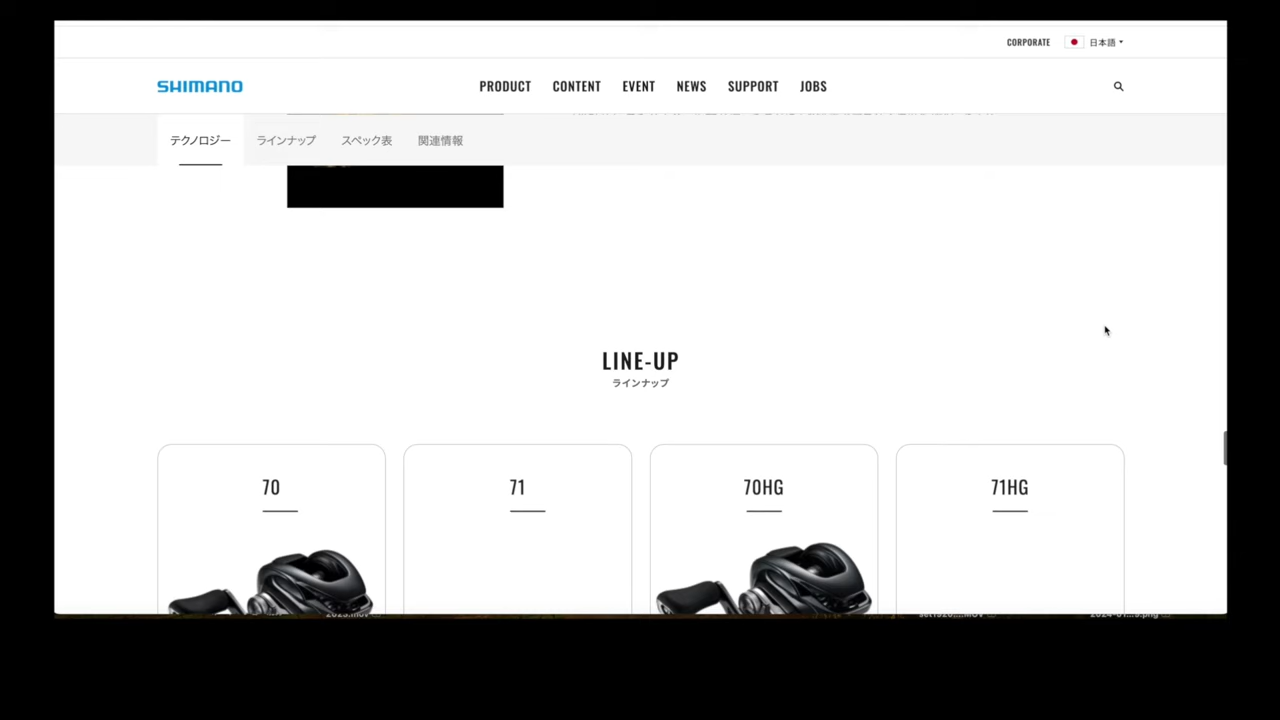 CORPORATE 日本語
SHIMANO
PRODUCT CONTENT EVENT NEWS SUPPORT JOBS
テクノロジー ラインナップ スペック表 関連情報
LINE-UP
ラインナップ
70 71 70HG 71HG